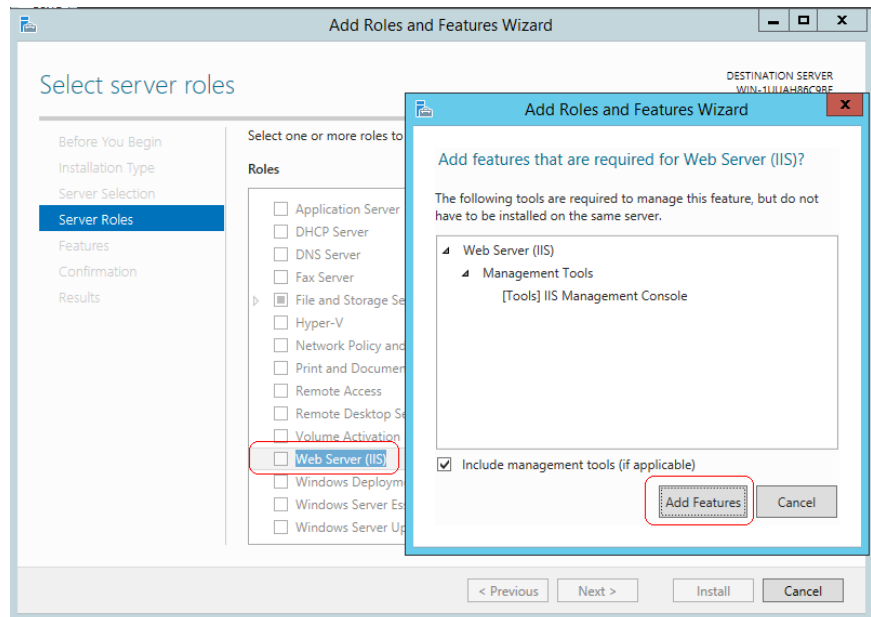 Add Roles and Features Wizard
Select server roles
DESTINATION SERVER
WIN-1UUAH86C9BF
Before You Begin
Installation Type
Server Selection
Server Roles
Features
Confirmation
Results
Select one or more roles to
Roles
Application Server
DHCP Server
DNS Server
Fax Server
File and Storage Se
Hyper-V
Network Policy and
Print and Documen
Remote Access
Remote Desktop Se
Volume Activation
Web Server (IIS)
Windows Deploym
Windows Server Es
Windows Server Up
Add Roles and Features Wizard
Add features that are required for Web Server (IIS)?
The following tools are required to manage this feature, but do not
have to be installed on the same server.
Web Server (IIS)
Management Tools
[Tools] IIS Management Console
Include management tools (if applicable)
Add Features
Cancel
< Previous
Next >
Install
Cancel